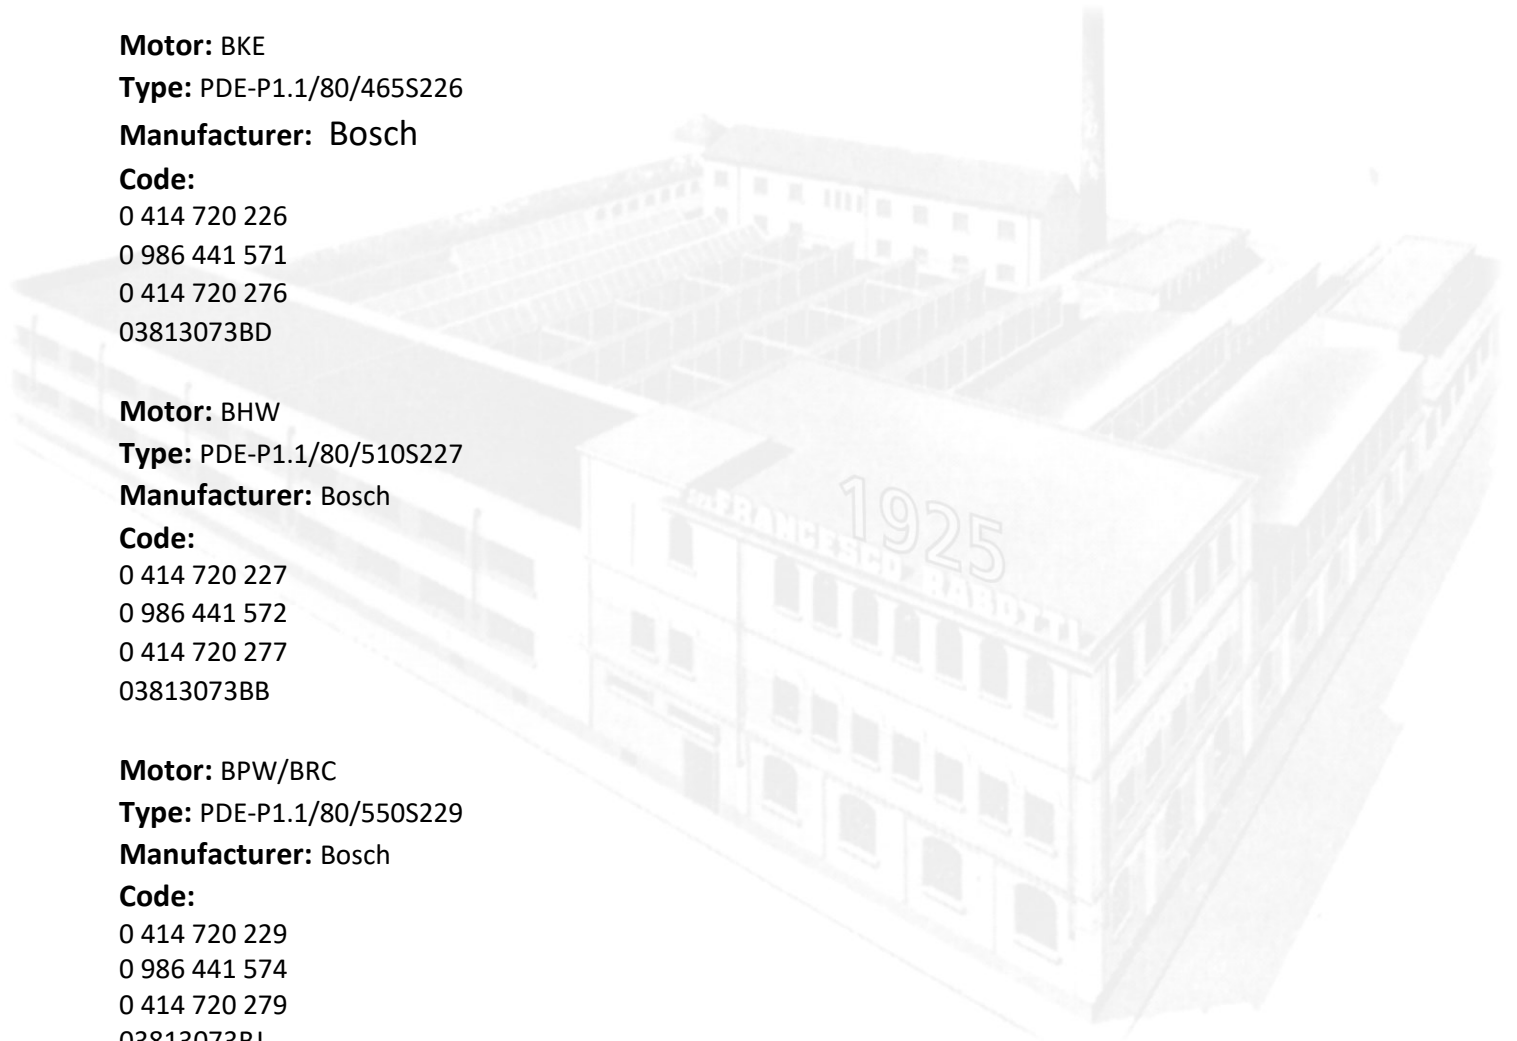 Motor: BKE
Type: PDE-P1.1/80/465S226
Manufacturer: Bosch
Code:
0 414 720 226
0 986 441 571
0 414 720 276
03813073BD
Motor: BHW
Type: PDE-P1.1/80/510S227
Manufacturer: Bosch
Code:
0 414 720 227
0 986 441 572
0 414 720 277
03813073BB
Motor: BPW/BRC
Type: PDE-P1.1/80/550S229
Manufacturer: Bosch
Code:
0 414 720 229
0 986 441 574
0 414 720 279
1925
FRANCESCO RABOTTI